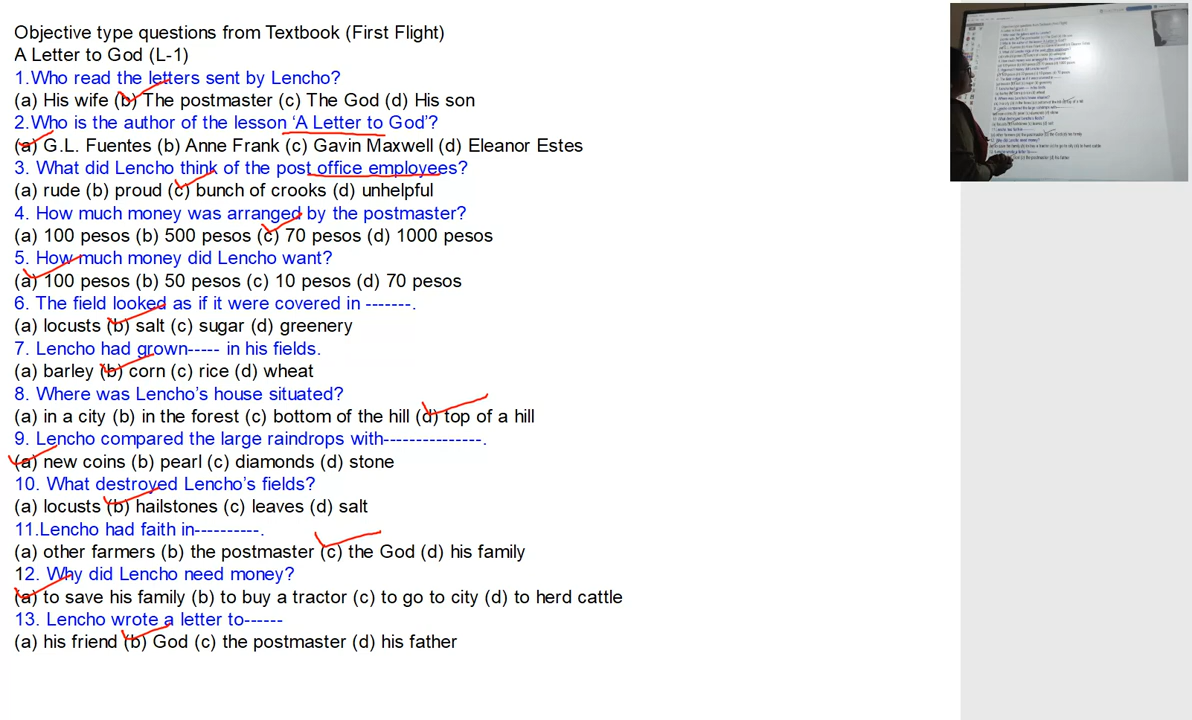 Objective type questions from Textbook (First Flight)
A Letter to God (L-1)
1.Who read the letters sent by Lencho?
(a) His wife (b) The postmaster (c) The God (d) His son
2.Who is the author of the lesson ‘A Letter to God’?
(a) G.L. Fuentes (b) Anne Frank (c) Gavin Maxwell (d) Eleanor Estes
3. What did Lencho think of the post office employees?
(a) rude (b) proud (c) bunch of crooks (d) unhelpful
4. How much money was arranged by the postmaster?
(a) 100 pesos (b) 500 pesos (c) 70 pesos (d) 1000 pesos
5. How much money did Lencho want?
(a) 100 pesos (b) 50 pesos (c) 10 pesos (d) 70 pesos
6. The field looked as if it were covered in -------.
(a) locusts (b) salt (c) sugar (d) greenery
7. Lencho had grown----- in his fields.
(a) barley (b) corn (c) rice (d) wheat
8. Where was Lencho’s house situated?
(a) in a city (b) in the forest (c) bottom of the hill (d) top of a hill
9. Lencho compared the large raindrops with---------------.
(a) new coins (b) pearl (c) diamonds (d) stone
10. What destroyed Lencho’s fields?
(a) locusts (b) hailstones (c) leaves (d) salt
11.Lencho had faith in----------.
(a) other farmers (b) the postmaster (c) the God (d) his family
12. Why did Lencho need money?
(a) to save his family (b) to buy a tractor (c) to go to city (d) to herd cattle
13. Lencho wrote a letter to------
(a) his friend (b) God (c) the postmaster (d) his father